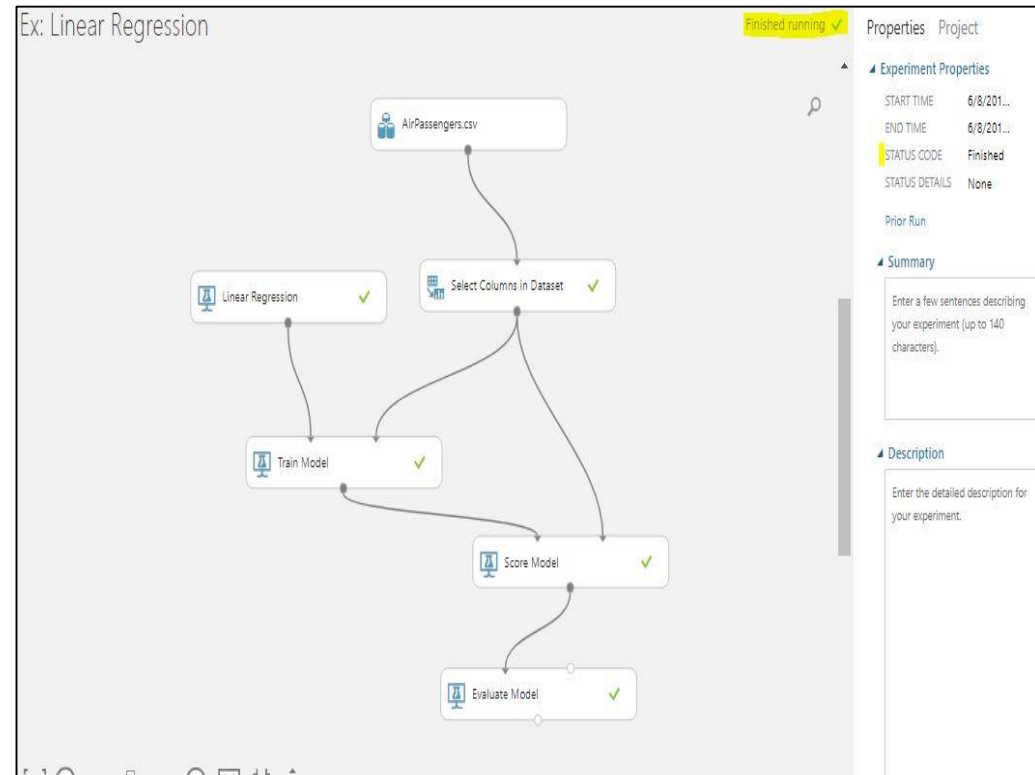 Ex: Linear Regression
Finished running
AirPassengers.csv
Linear Regression
Select Columns in Dataset
Train Model
Score Model
Evaluate Model
Properties Project
Experiment Properties
START TIME 6/8/201...
END TIME 6/8/201...
STATUS CODE Finished
STATUS DETAILS None
Prior Run
Summary
Enter a few sentences describing
your experiment (up to 140
characters).
Description
Enter the detailed description for
your experiment.